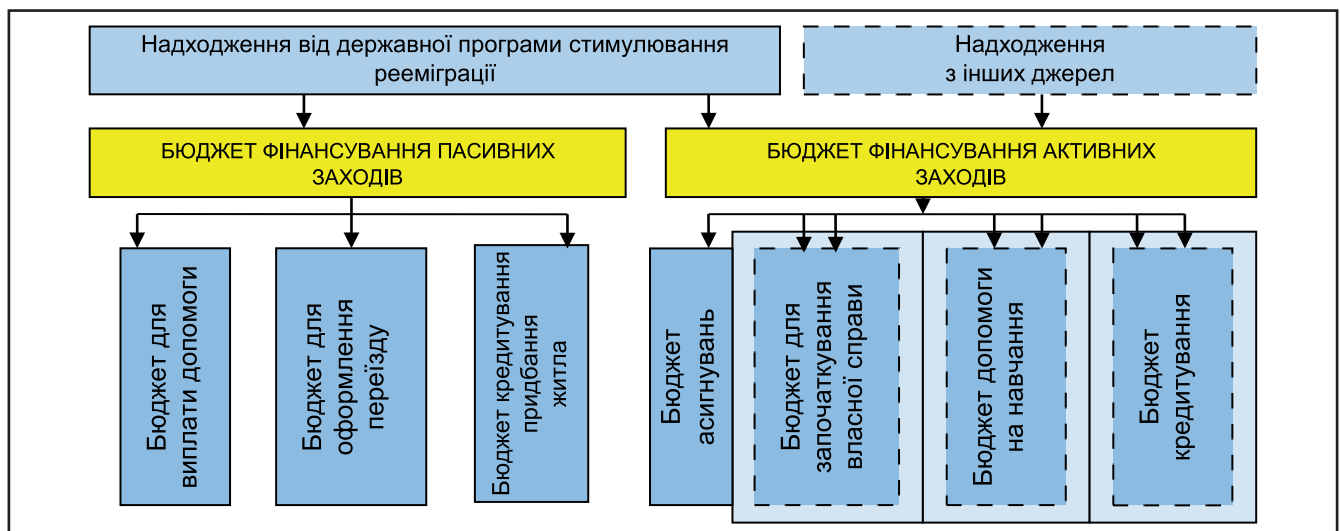 Надходження від державної програми стимулювання
рееміграції
Надходження
з інших джерел
БЮДЖЕТ ФІНАНСУВАННЯ ПАСИВНИХ
ЗАХОДІВ
БЮДЖЕТ ФІНАНСУВАННЯ АКТИВНИХ
ЗАХОДІВ
Бюджет для
виплати допомоги
Бюджет для
оформлення
переїзду
Бюджет кредитування
придбання
житла
Бюджет
асигнувань
Бюджет для
започаткування
власної справи
Бюджет допомоги
на навчання
Бюджет
кредитування